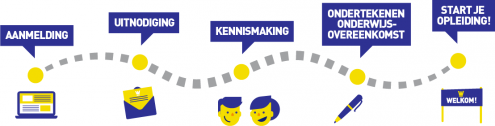 AANMELDING
UITNODIGING
KENNISMAKING
ONDERTEKENEN
ONDERWIJS-
OVEREENKOMST
START JE
OPLEIDING!
WELKOM!